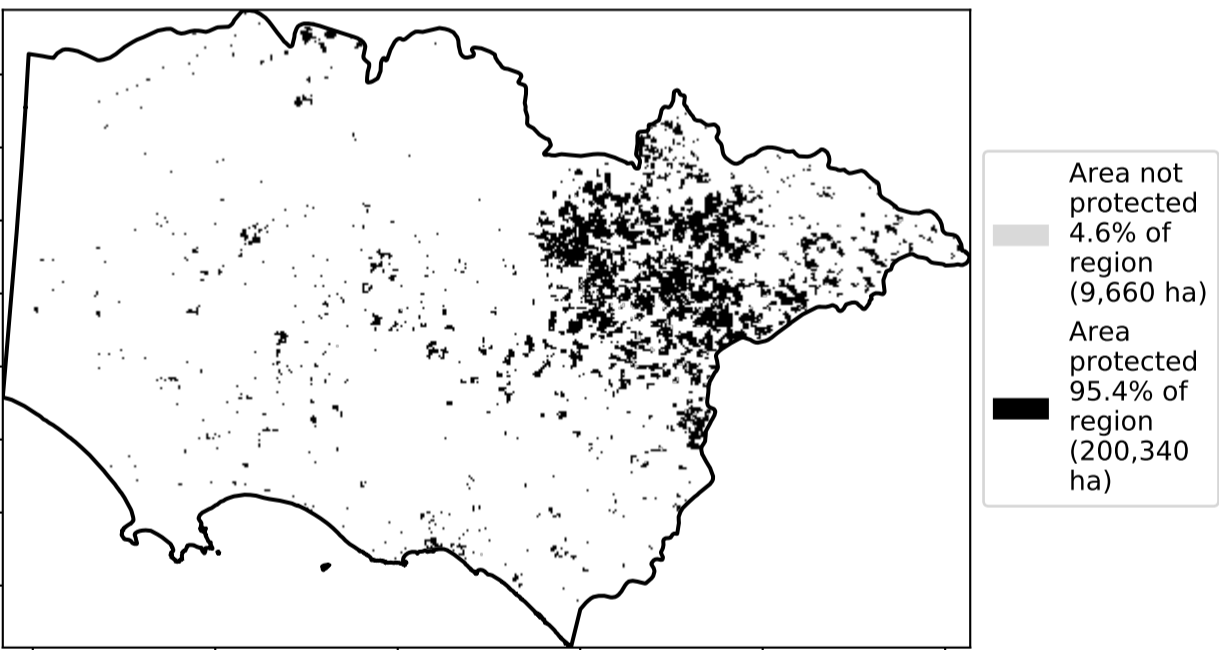 Area not
protected
4.6% of
region
(9,660 ha)
Area
protected
95.4% of
region
(200,340
ha)